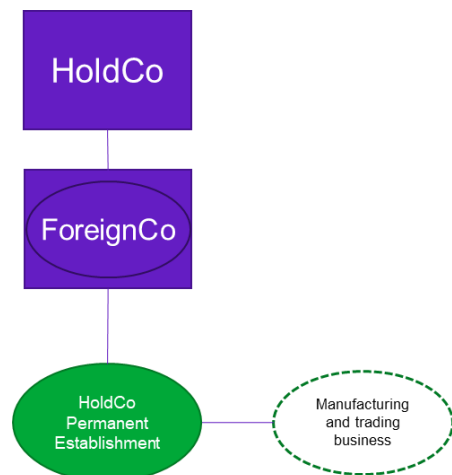 HoldCo
ForeignCo
HoldCo
Permanent
Establishment
Manufacturing
and trading
business